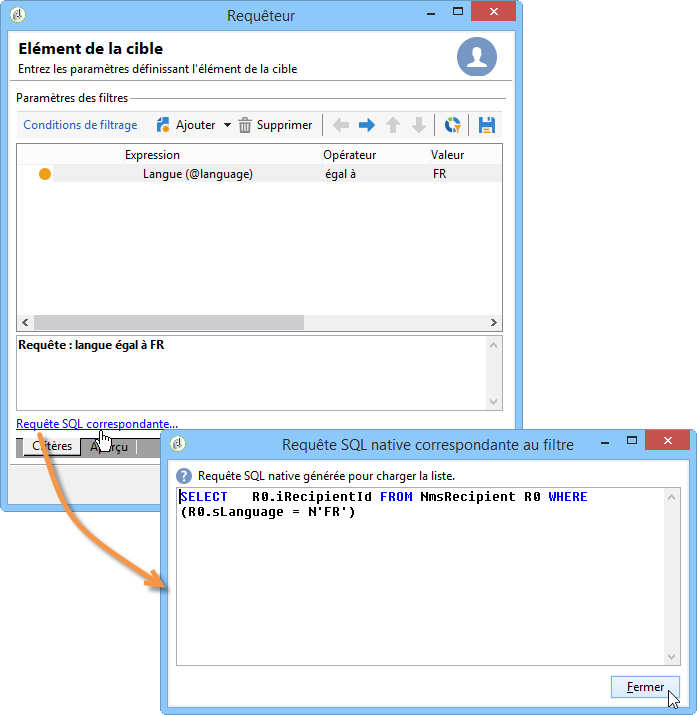 Requêteur
Elément de la cible
Entrez les paramètres définissant l'élément de la cible
Paramètres des filtres
Conditions de filtrage Ajouter Supprimer
Expression Opérateur Valeur
Langue (@language) égal à FR
Requête : langue égal à FR
Requête SQL correspondante...
Critères Aperçu
Requête SQL native correspondante au filtre
Requête SQL native générée pour charger la liste.
SELECT R0.iRecipientId FROM NmsRecipient R0 WHERE
(R0.sLanguage = N'FR')
Fermer